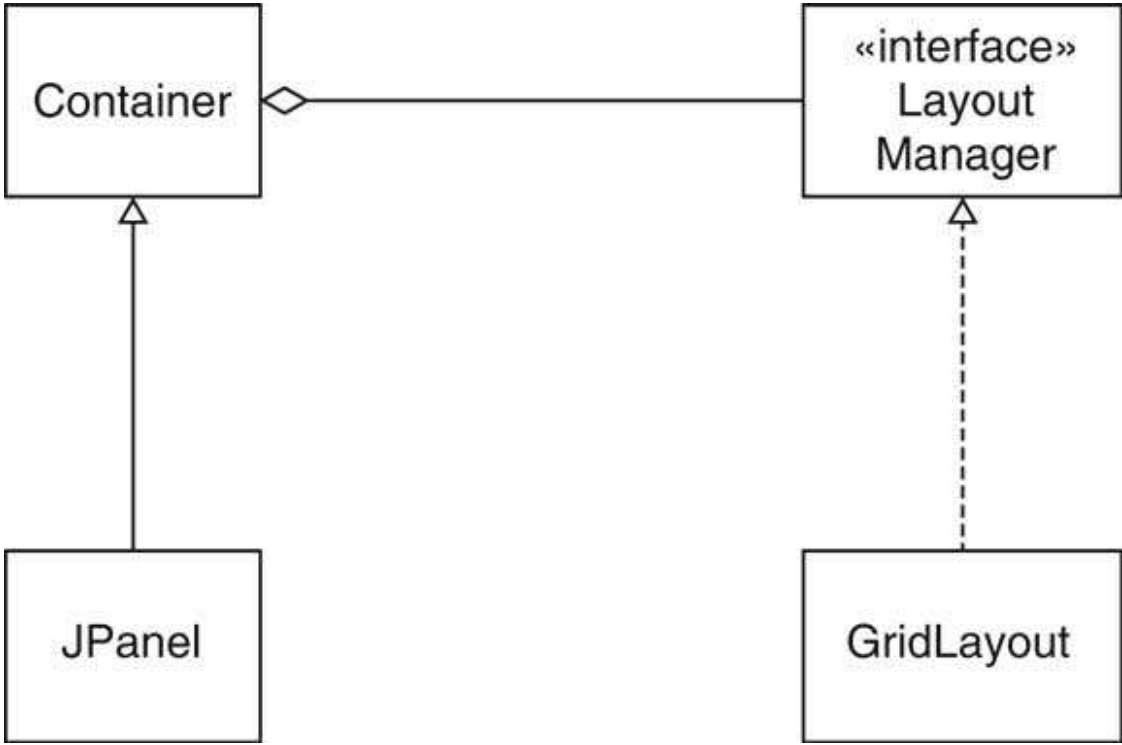 Container
«interface»
Layout
Manager
JPanel
GridLayout